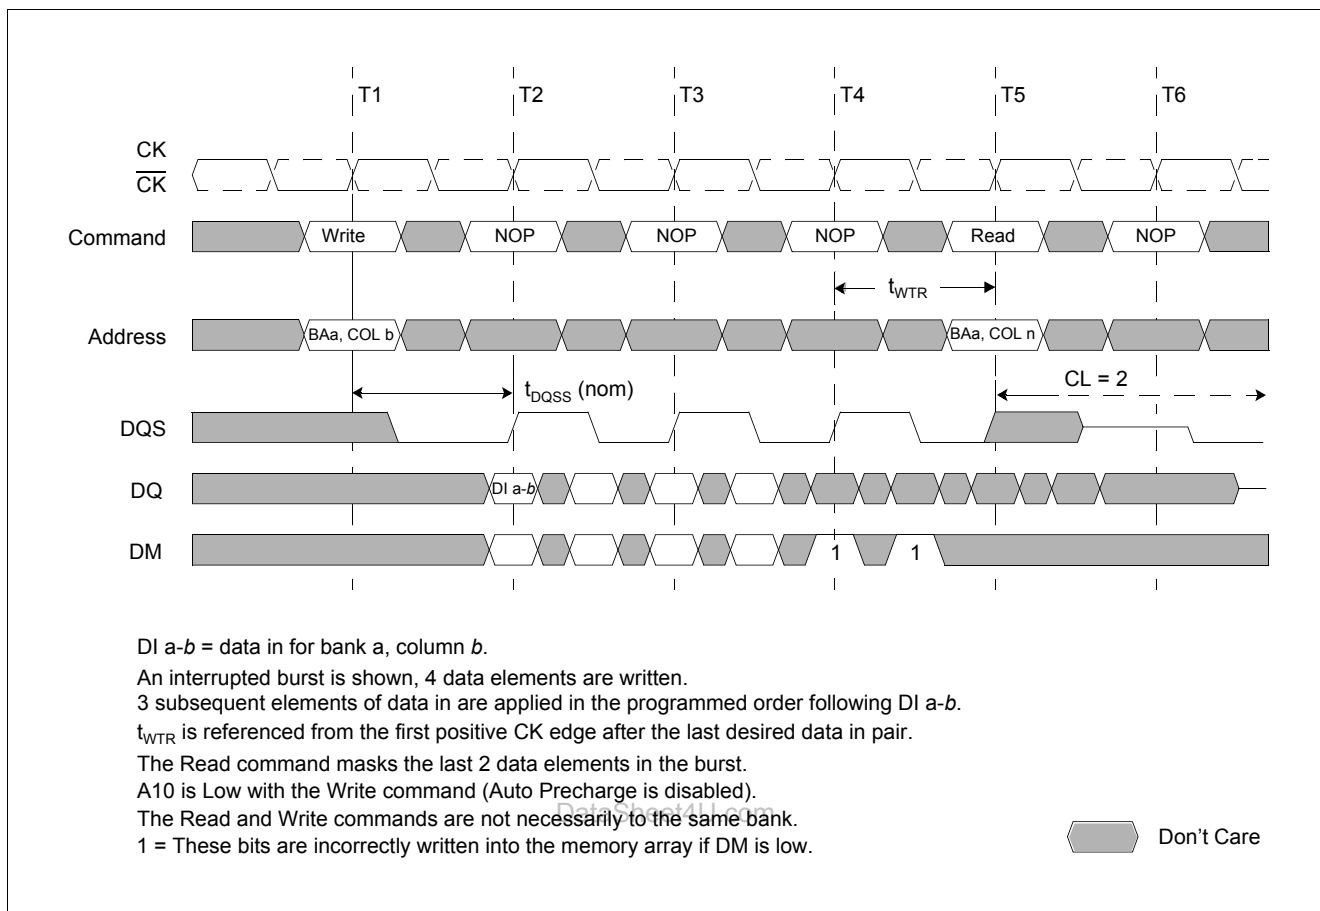 T1 T2 T3 T4 T5 T6
CK
CK
Command Write NOP NOP NOP Read NOP
tWTR
Address BAa, COL b BAa, COL n
CL = 2
tDQSS (nom)
DQS
DQ DI a-b
DM 1 1
DI a-b = data in for bank a, column b.
An interrupted burst is shown, 4 data elements are written.
3 subsequent elements of data in are applied in the programmed order following DI a-b.
tWTR is referenced from the first positive CK edge after the last desired data in pair.
The Read command masks the last 2 data elements in the burst.
A10 is Low with the Write command (Auto Precharge is disabled).
DataSheet4U.com
The Read and Write commands are not necessarily to the same bank.
1 = These bits are incorrectly written into the memory array if DM is low.
Don't Care